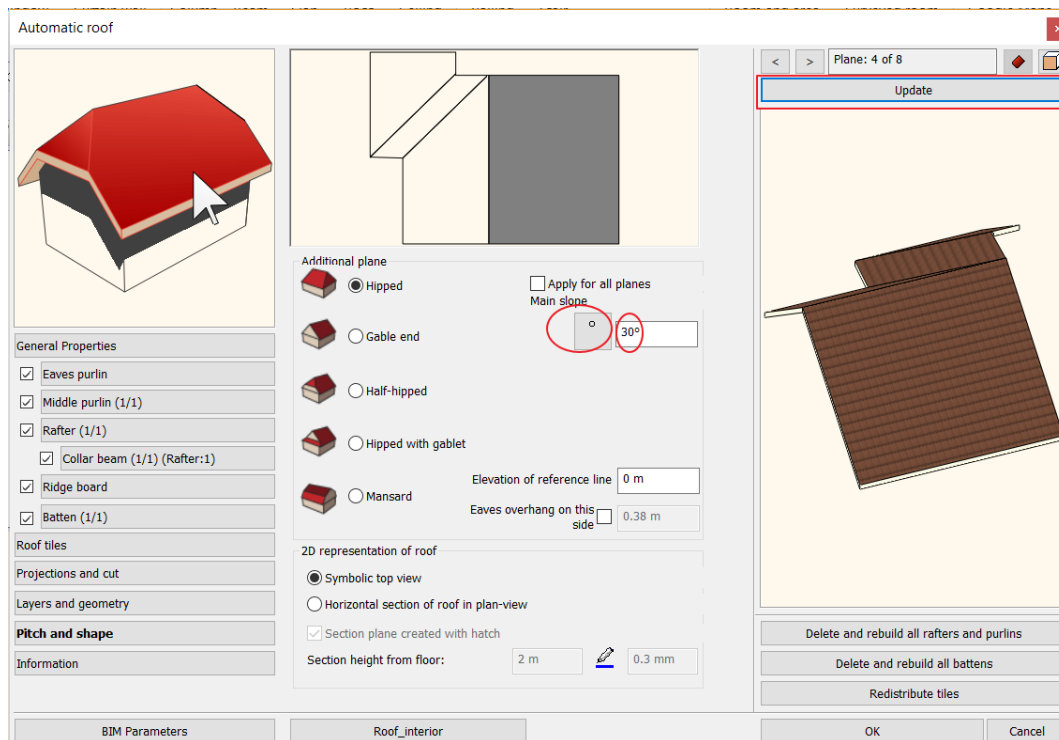 Automatic roof
< > Plane: 4 of 8
Update
Additional plane
Hipped
Apply for all planes
Main slope
° 30°
Gable end
Half-hipped
Hipped with gablet
Mansard
Elevation of reference line 0 m
Eaves overhang on this
side 0.38 m
2D representation of roof
Symbolic top view
Horizontal section of roof in plan-view
Section plane created with hatch
Section height from floor: 2 m 0.3 mm
General Properties
Eaves purlin
Middle purlin (1/1)
Rafter (1/1)
Collar beam (1/1) (Rafter:1)
Ridge board
Batten (1/1)
Roof tiles
Projections and cut
Layers and geometry
Pitch and shape
Information
Delete and rebuild all rafters and purlins
Delete and rebuild all battens
Redistribute tiles
BIM Parameters
Roof_interior
OK
Cancel